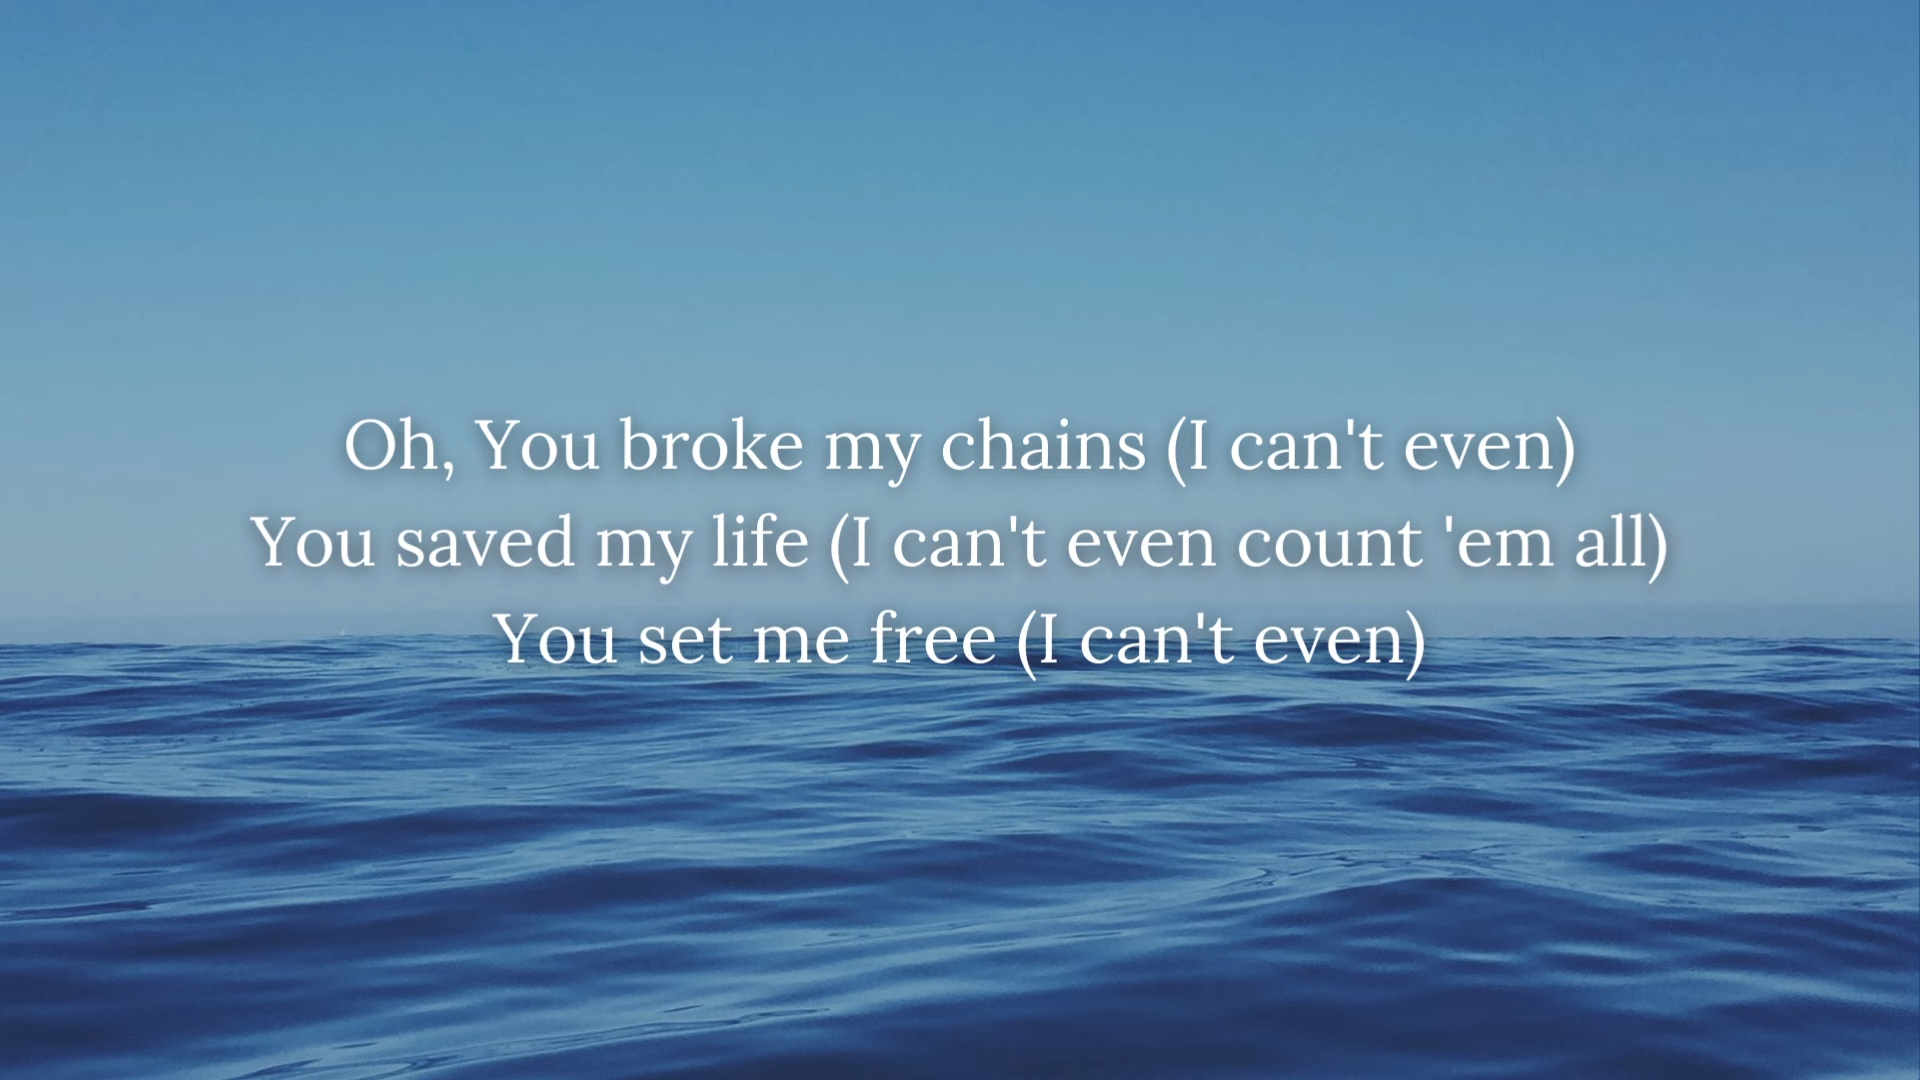 Oh, You broke my chains (I can't even)
You saved my life (I can't even count 'em all)
You set me free (I can't even)